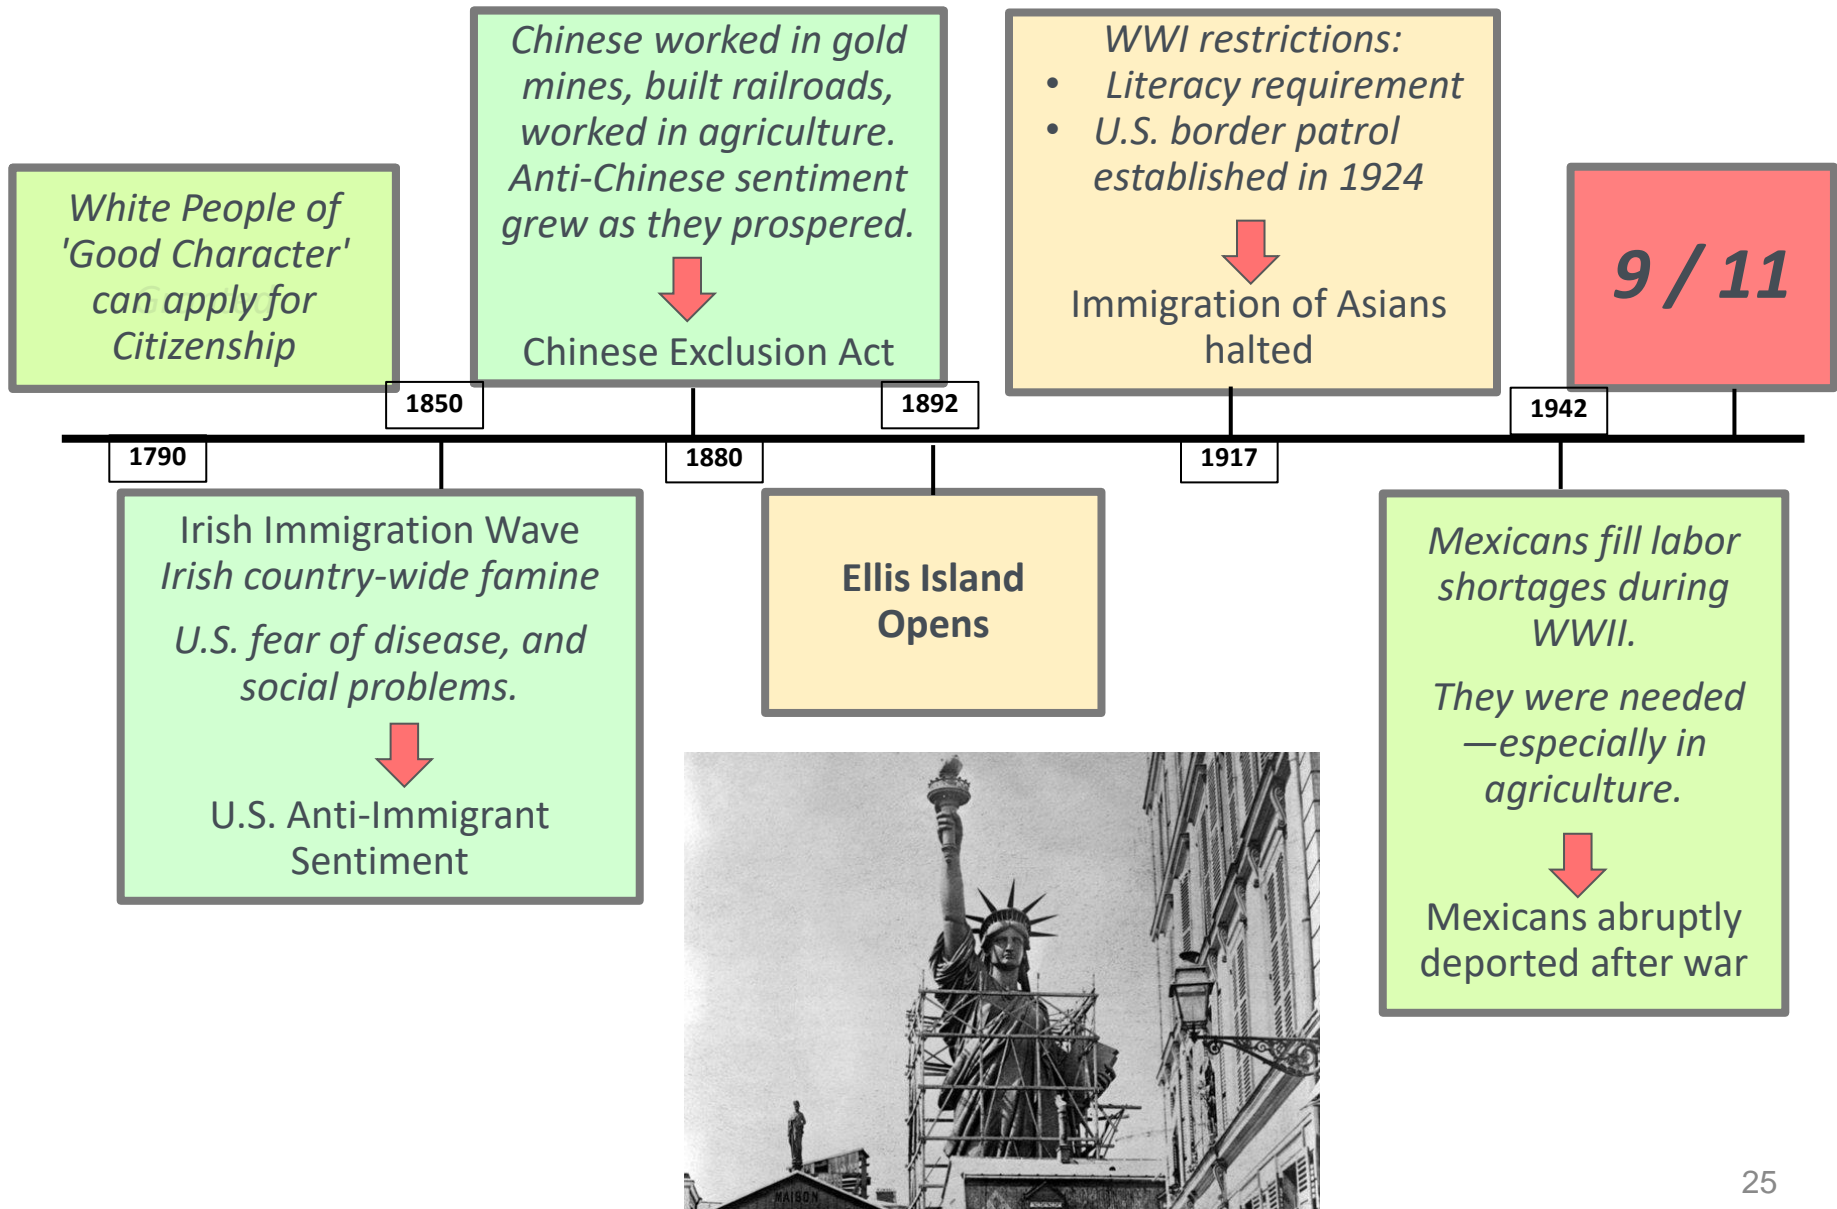 White People of
'Good Character'
can apply for
Citizenship
Chinese worked in gold
mines, built railroads,
worked in agriculture.
Anti-Chinese sentiment
grew as they prospered.
Chinese Exclusion Act
WWI restrictions:
• Literacy requirement
• U.S. border patrol
established in 1924
Immigration of Asians
halted
9 / 11
1850
1892
1942
1790
1880
1917
Irish Immigration Wave
Irish country-wide famine
U.S. fear of disease, and
social problems.
U.S. Anti-Immigrant
Sentiment
Ellis Island
Opens
Mexicans fill labor
shortages during
WWII.
They were needed
—especially in
agriculture.
Mexicans abruptly
deported after war
MAISON
25